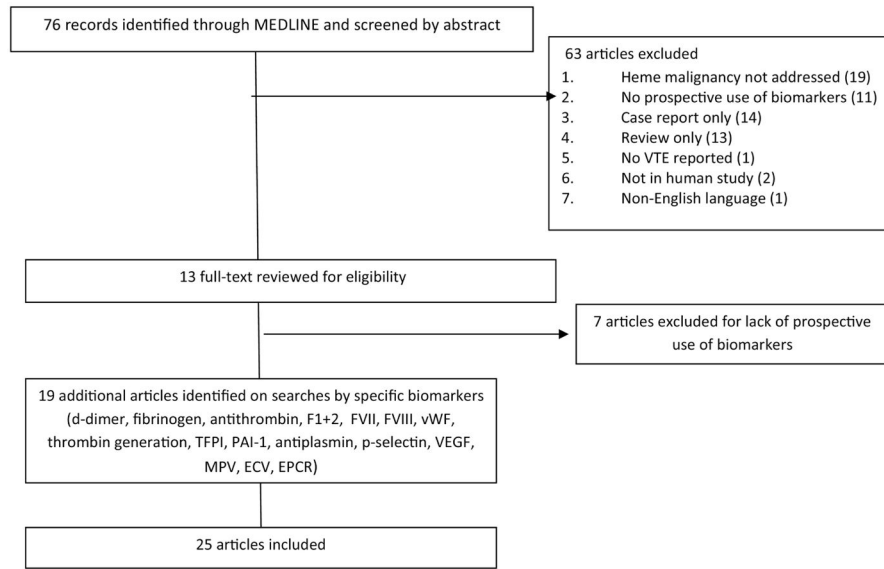 76 records identified through MEDLINE and screened by abstract
63 articles excluded
1. Heme malignancy not addressed (19)
2. No prospective use of biomarkers (11)
3. Case report only (14)
4. Review only (13)
5. No VTE reported (1)
6. Not in human study (2)
7. Non-English language (1)
13 full-text reviewed for eligibility
7 articles excluded for lack of prospective
use of biomarkers
19 additional articles identified on searches by specific biomarkers
(d-dimer, fibrinogen, antithrombin, F1+2, FVII, FVIII, vWF,
thrombin generation, TFPI, PAI-1, antiplasmin, p-selectin, VEGF,
MPV, ECV, EPCR)
25 articles included